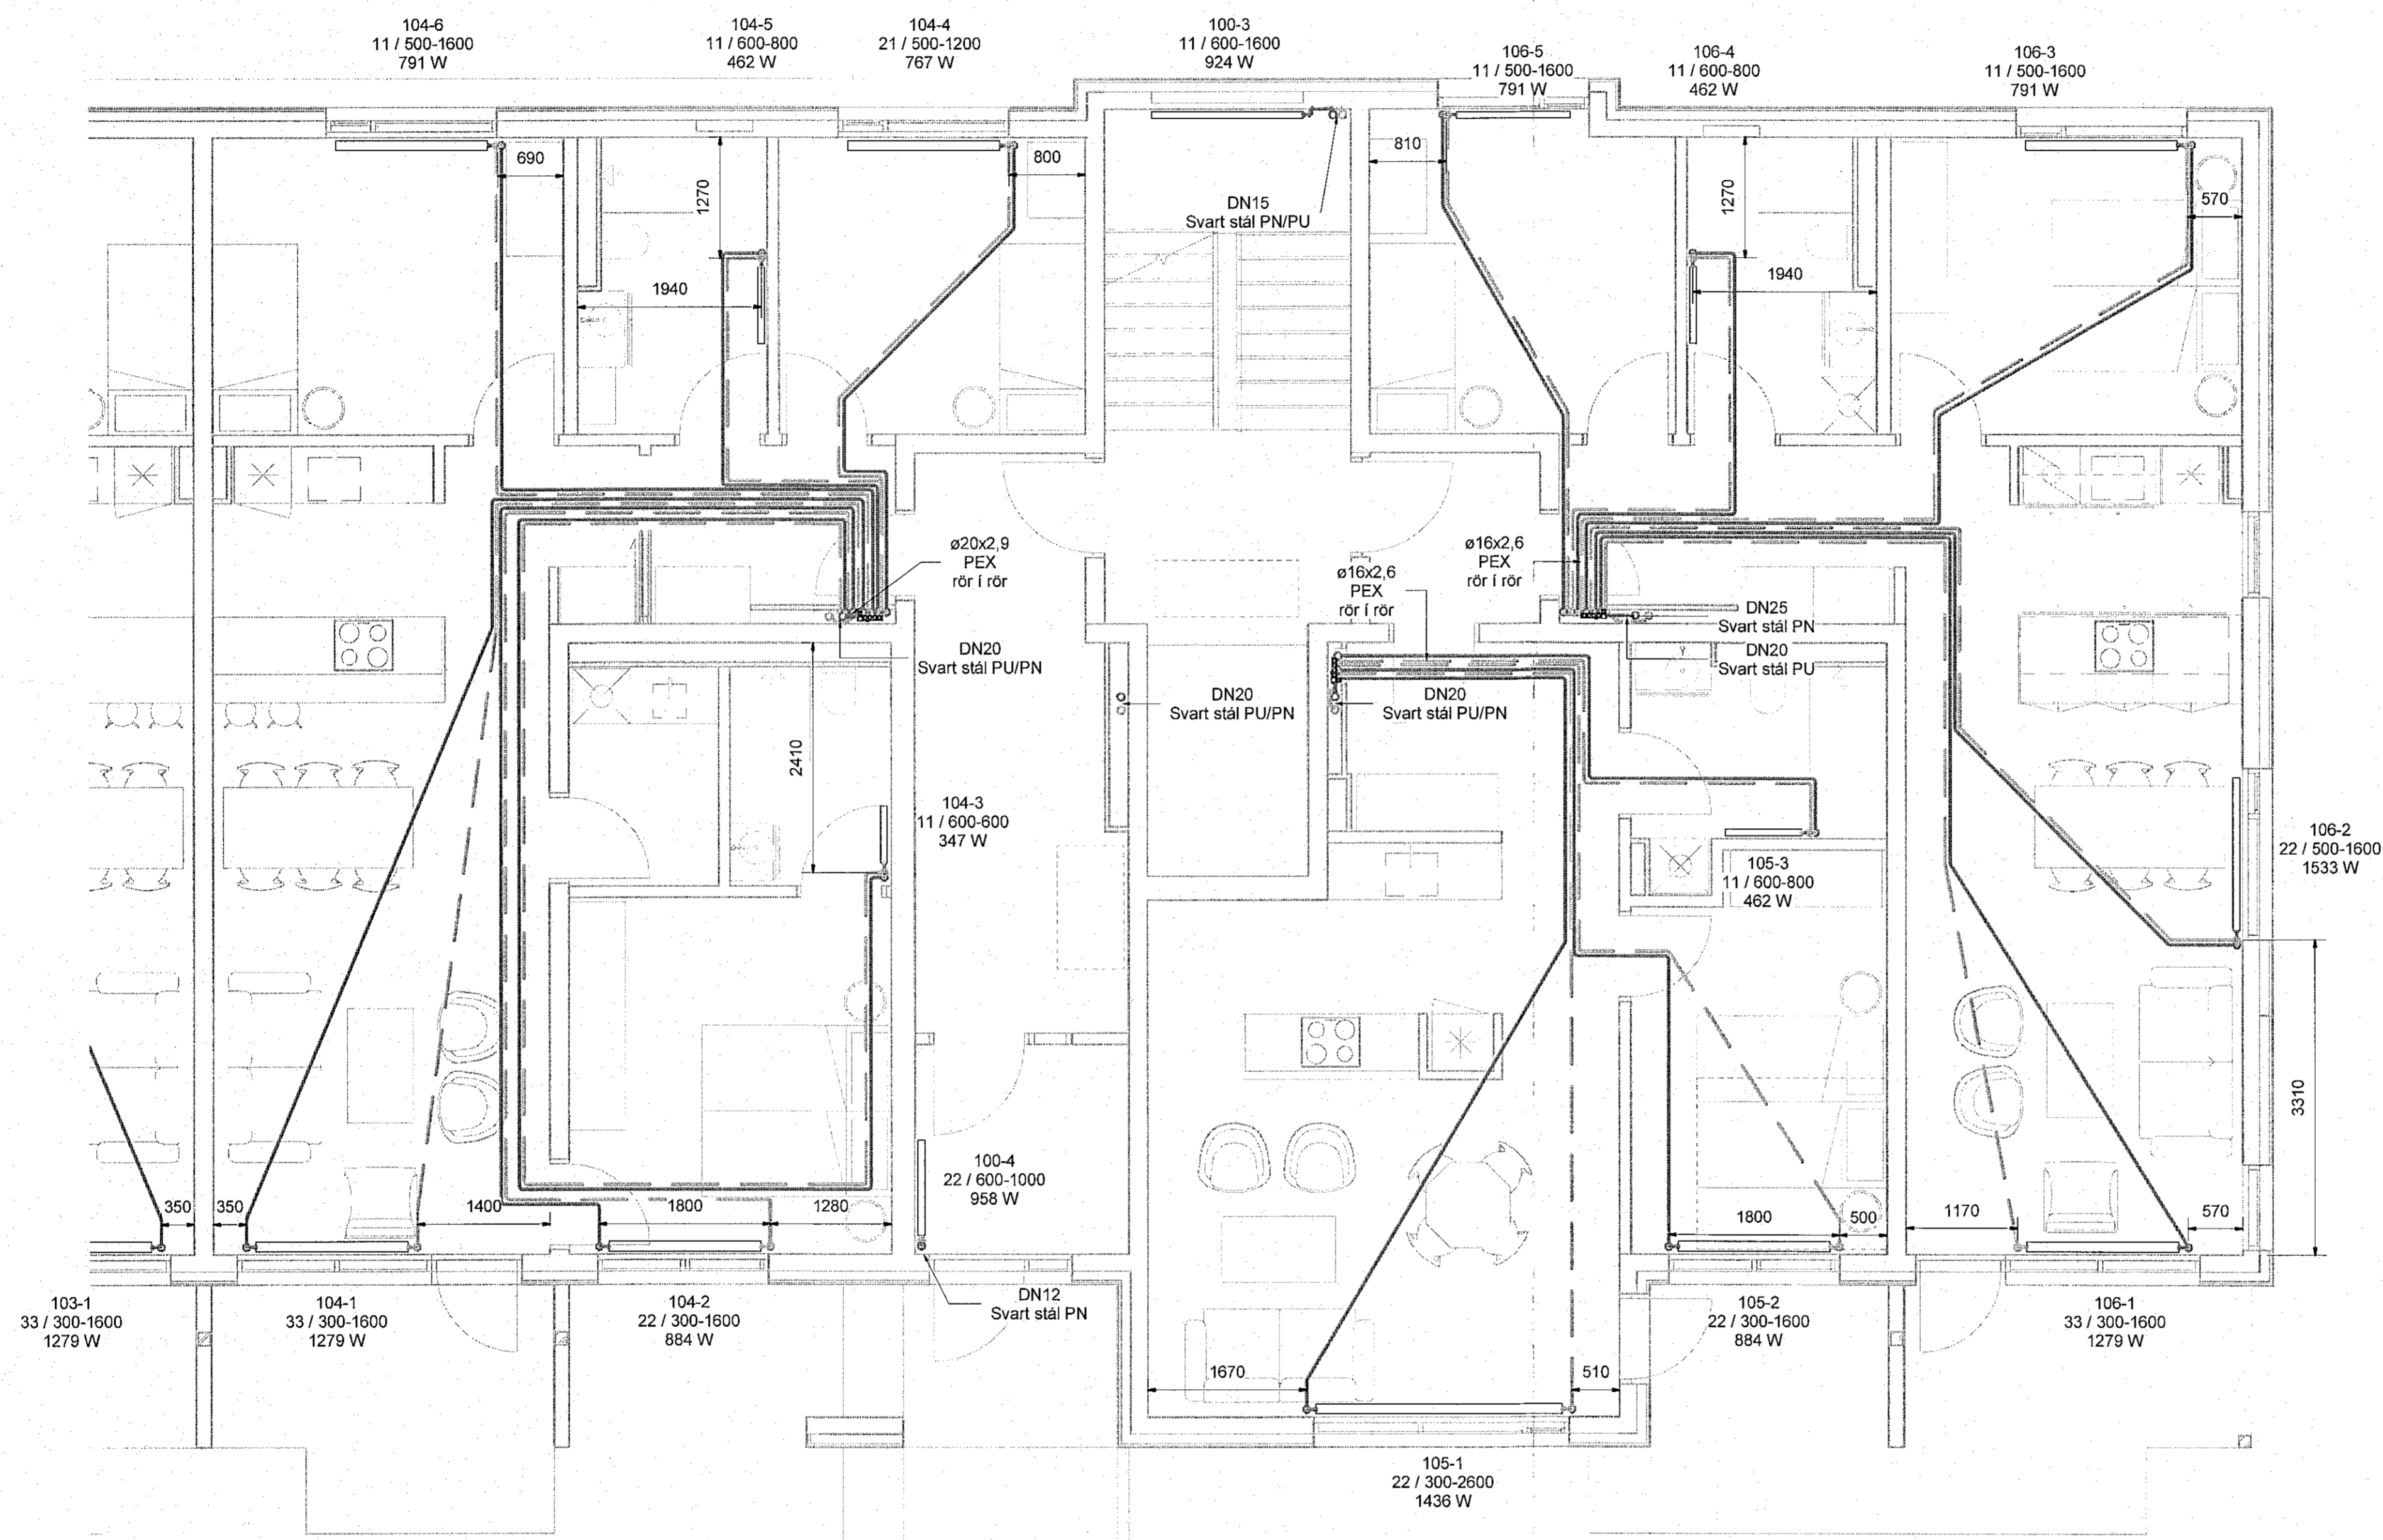 104-6
11 / 500-1600
791 W
104-5
11 / 600-800
462 W
104-4
21 / 500-1200
767 W
100-3
11 / 600-1600
924 W
106-5
11 / 500-1600
791 W
106-4
11 / 600-800
462 W
106-3
11 / 500-1600
791 W
690
1270
800
810
1270
570
DN15
Svart stál PN/PU
1940
1940
ø20x2,9
PEX
rör í rör
ø16x2,6
PEX
rör í rör
ø16x2,6
PEX
rör í rör
DN25
Svart stál PN
DN20
Svart stál PU
DN20
Svart stál PU/PN
DN20
Svart stál PU/PN
DN20
Svart stál PU/PN
2410
104-3
11 / 600-600
347 W
106-2
22 / 500-1600
1533 W
105-3
11 / 600-800
462 W
3310
100-4
22 / 600-1000
958 W
350
350
1400
1800
1280
1800
500
1170
570
DN12
Svart stál PN
103-1
33 / 300-1600
1279 W
104-1
33 / 300-1600
1279 W
104-2
22 / 300-1600
884 W
105-2
22 / 300-1600
884 W
106-1
33 / 300-1600
1279 W
1670
510
105-1
22 / 300-2600
1436 W